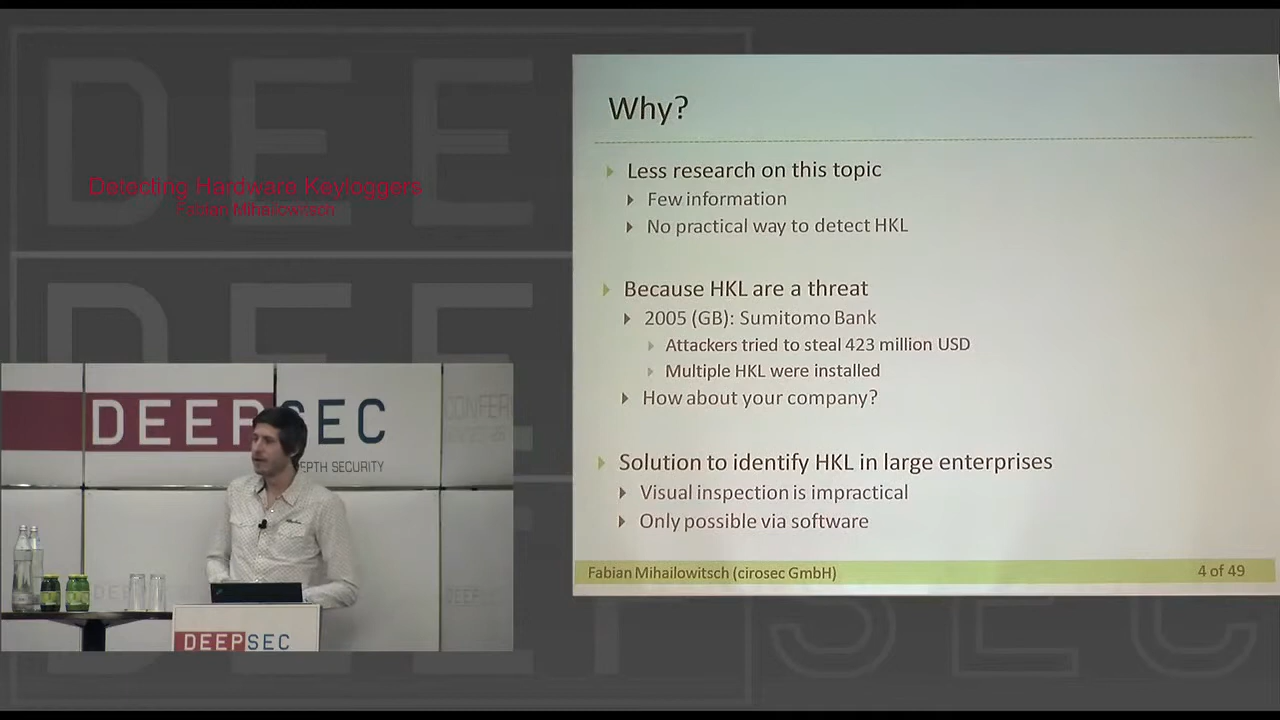 Detecting Hardware Keyloggers
Fabian Mihailowitsch
DEEPSEC
DEPTH SECURITY
DEEPSEC
Why?
Less research on this topic
Few information
No practical way to detect HKL
Because HKL are a threat
2005 (GB): Sumitomo Bank
Attackers tried to steal 423 million USD
Multiple HKL were installed
How about your company?
Solution to identify HKL in large enterprises
Visual inspection is impractical
Only possible via software
Fabian Mihailowitsch (cirosec GmbH)
4 of 49